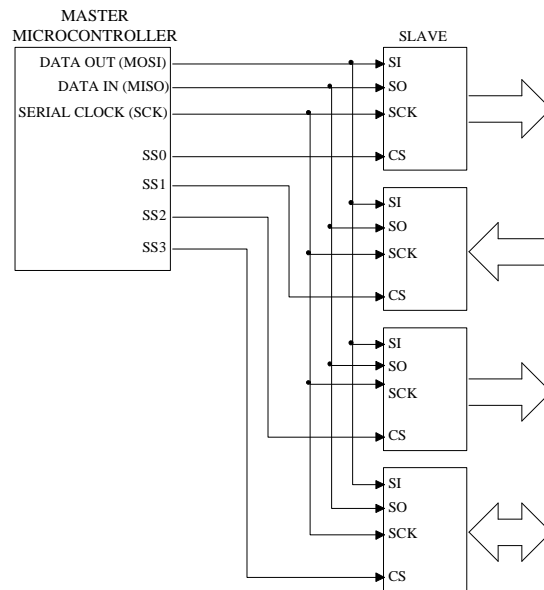 MASTER
MICROCONTROLLER
DATA OUT (MOSI)
DATA IN (MISO)
SERIAL CLOCK (SCK)
SS0
SS1
SS2
SS3
SLAVE
SI
SO
SCK
CS
SI
SO
SCK
CS
SI
SO
SCK
CS
SI
SO
SCK
CS